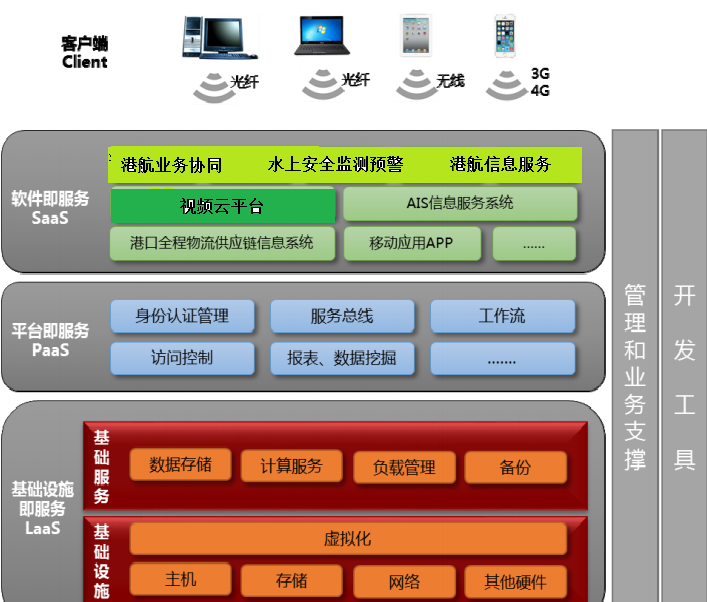 客户端
Client
光纤
光纤
无线
3G
4G
软件即服务
SaaS
港航业务协同
水上安全监测预警
港航信息服务
视频云平台
AIS信息服务系统
港口全程物流供应链信息系统
移动应用APP
......
平台即服务
PaaS
身份认证管理
服务总线
工作流
访问控制
报表、数据挖掘
.......
基础设施
即服务
LaaS
基础服务
数据存储
计算服务
负载管理
备份
基础设施
虚拟化
主机
存储
网络
其他硬件
管理和业务支撑
开发工具